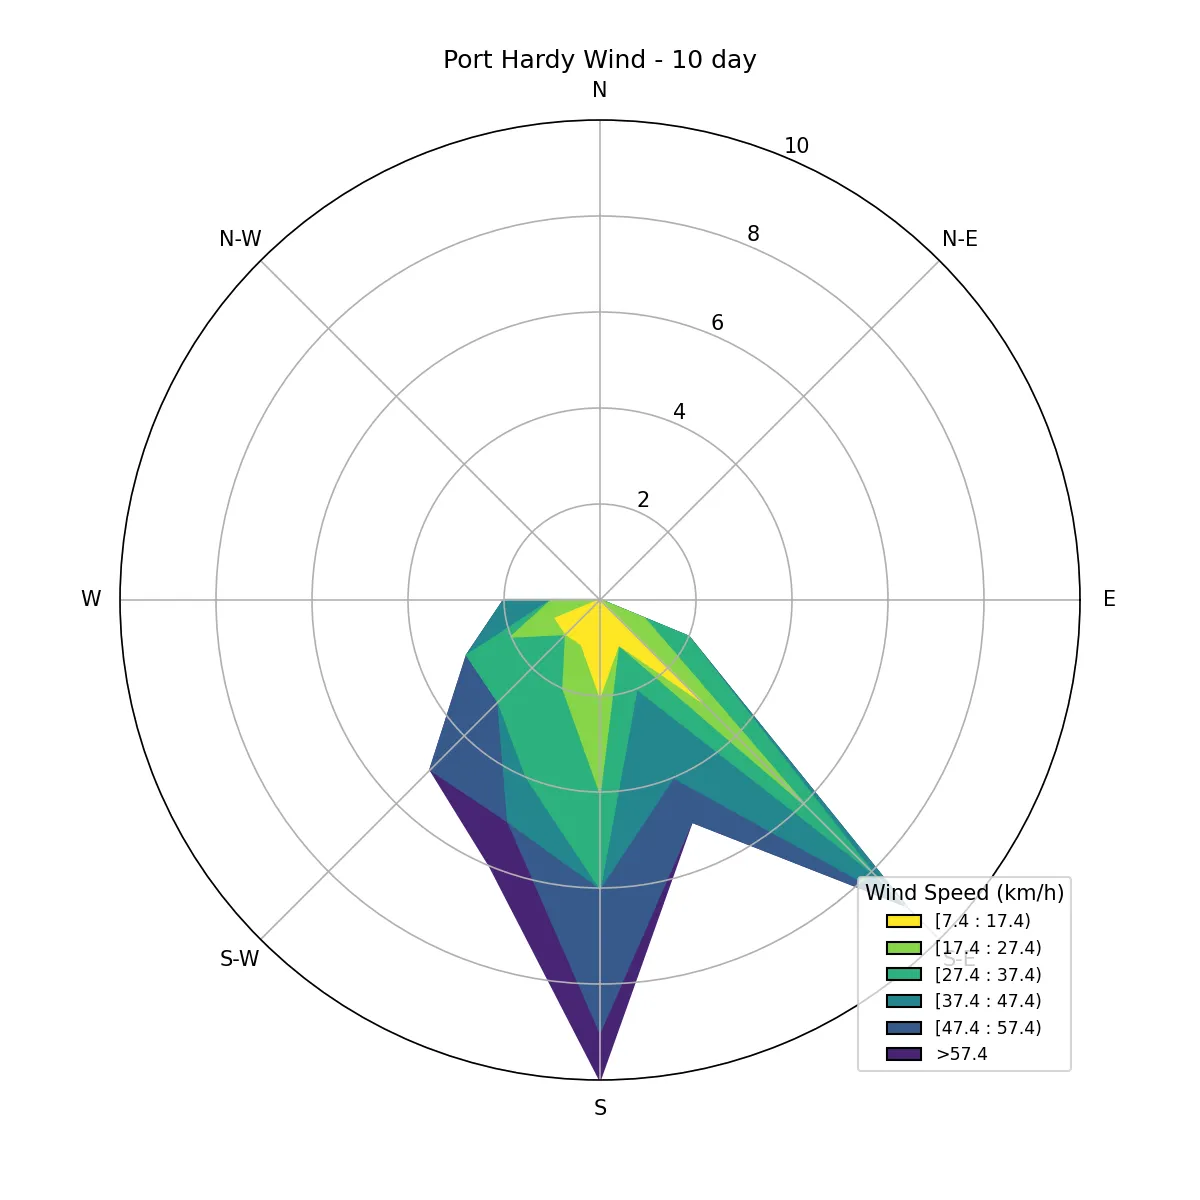 Port Hardy Wind - 10 day
N
10
N-W
8
N-E
6
4
2
W
E
Wind Speed (km/h)
[7.4 : 17.4)
[17.4 : 27.4)
S-W
S-E
[27.4 : 37.4)
[37.4 : 47.4)
[47.4 : 57.4)
>57.4
S